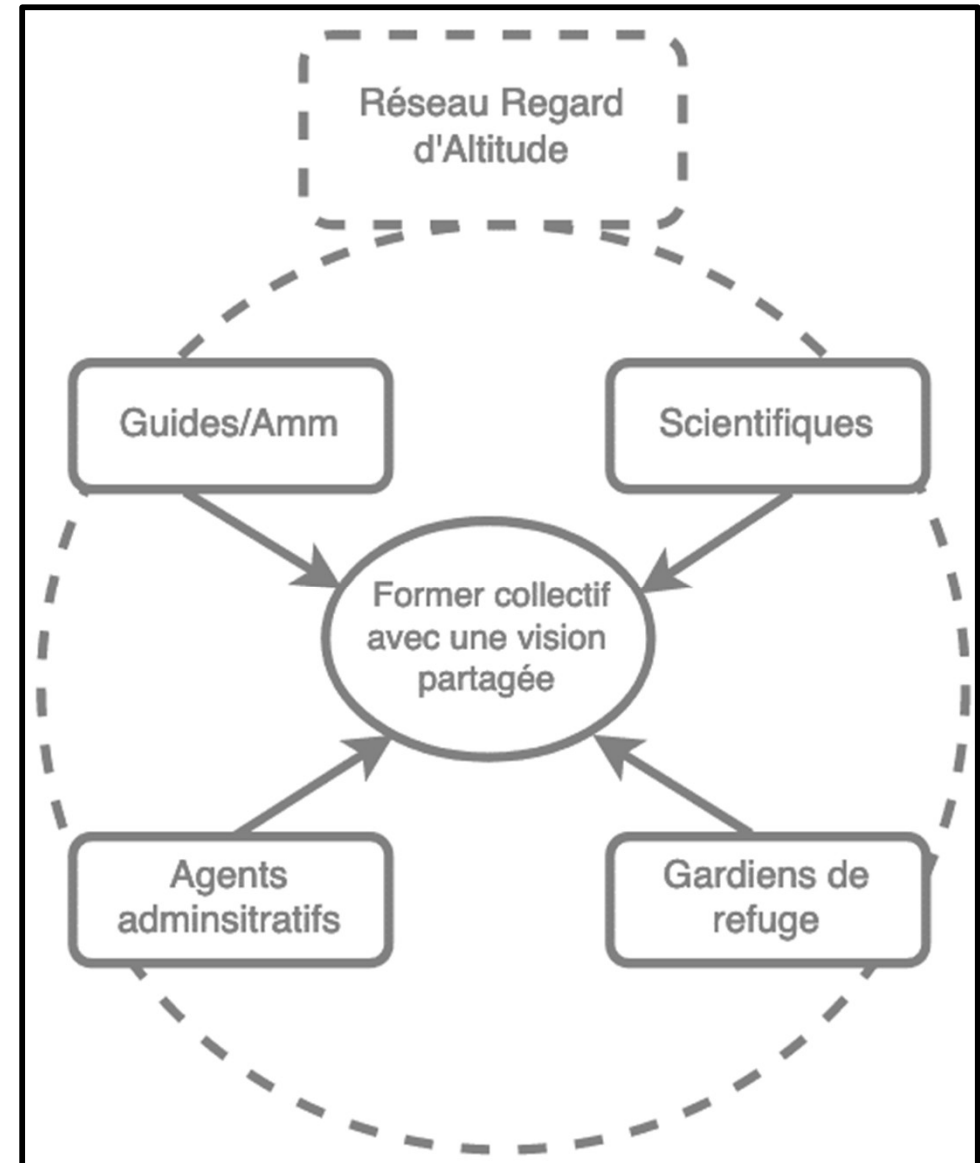 Réseau Regard
d'Altitude
Guides/Amm
Scientifiques
Former collectif
avec une vision
partagée
Agents
adminsitratifs
Gardiens de
refuge